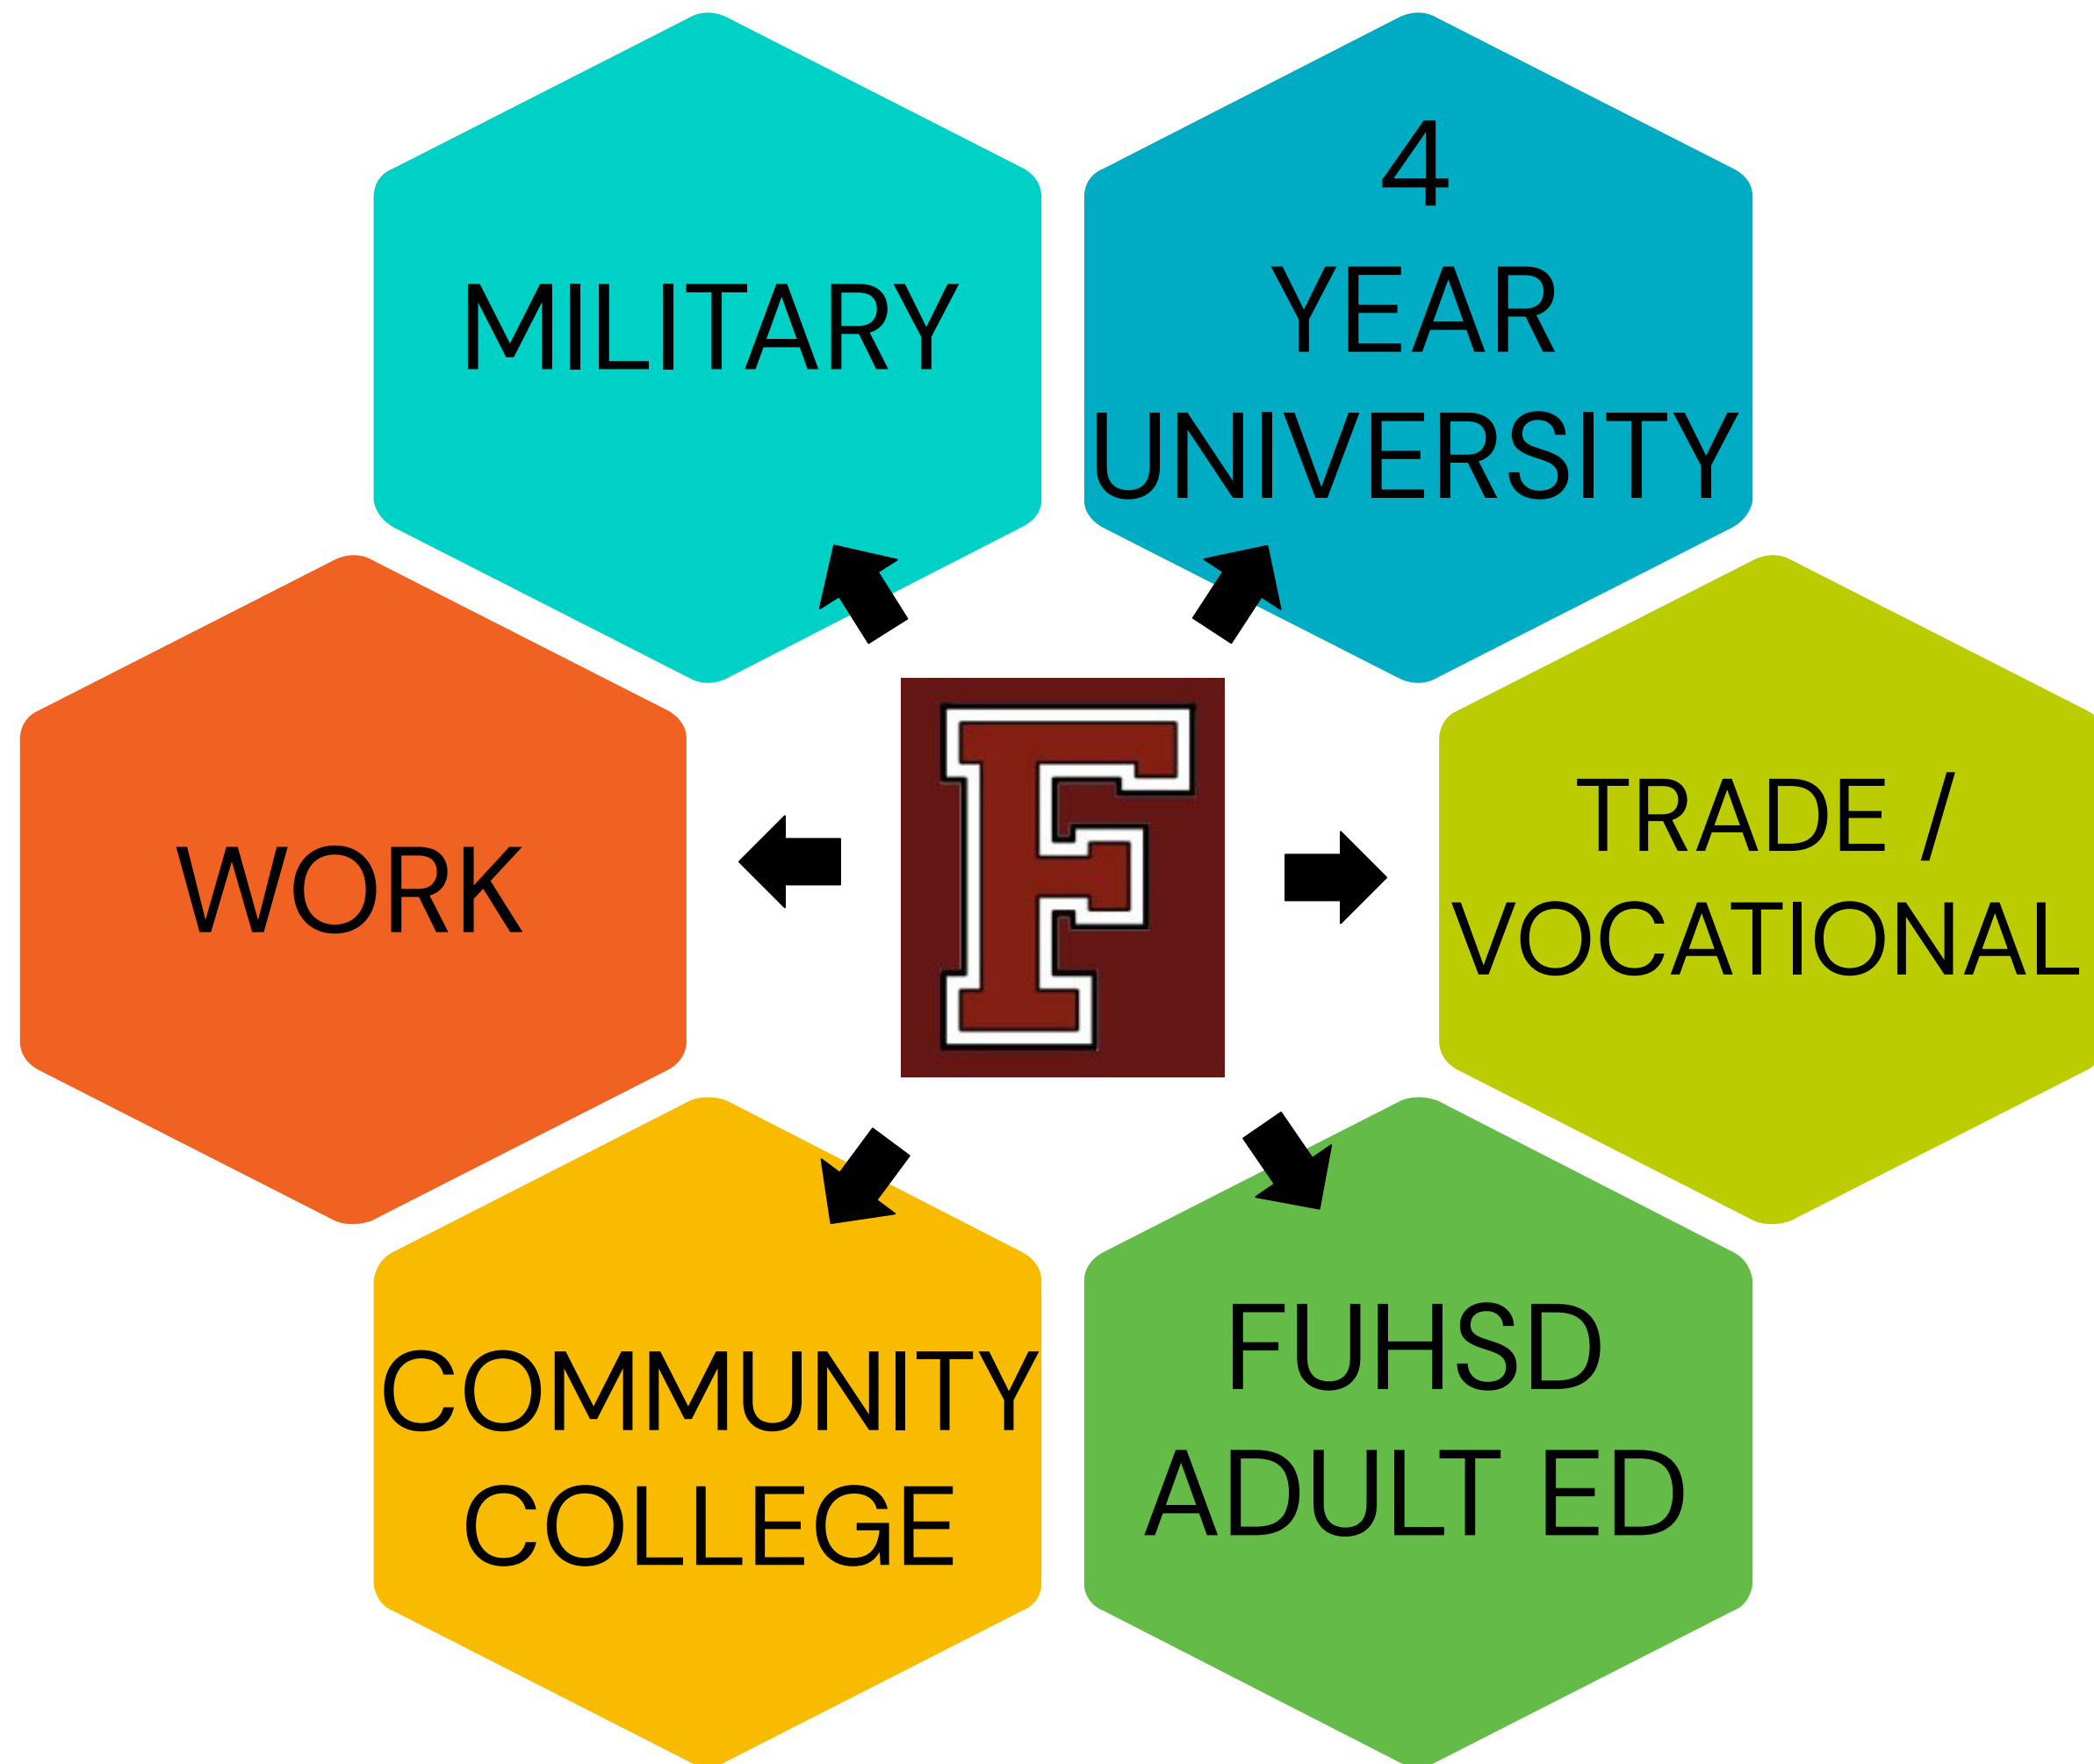 MILITARY
4
YEAR
UNIVERSITY
WORK
F
TRADE /
VOCATIONAL
COMMUNITY
COLLEGE
FUHSD
ADULT ED